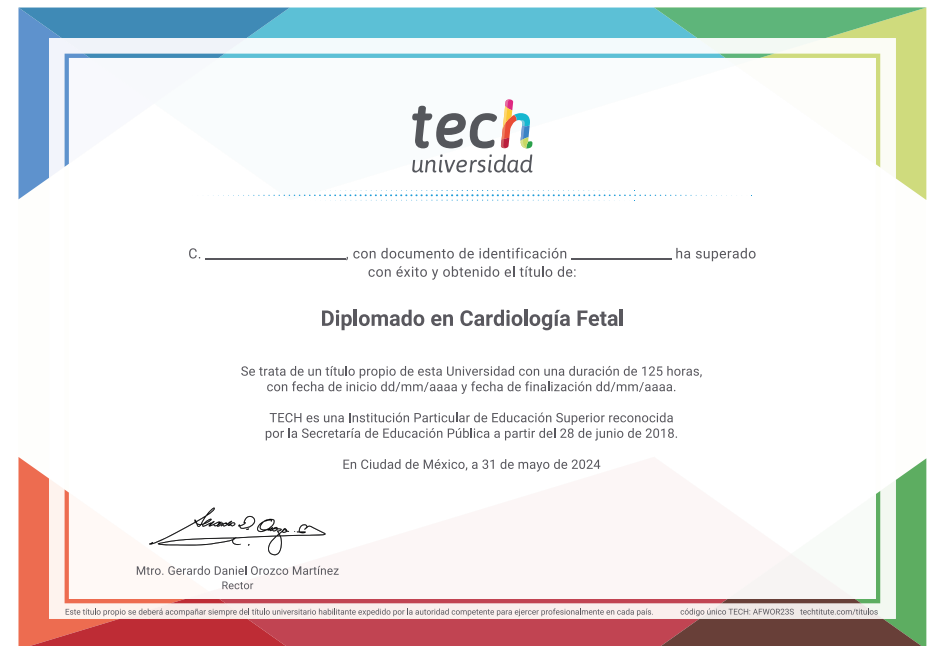 tech
universidad
C. ____________, con documento de identificación ____________ ha superado
con éxito y obtenido el título de:
Diplomado en Cardiología Fetal
Se trata de un título propio de esta Universidad con una duración de 125 horas,
con fecha de inicio dd/mm/aaaa y fecha de finalización dd/mm/aaaa.
TECH es una Institución Particular de Educación Superior reconocida
por la Secretaría de Educación Pública a partir del 28 de junio de 2018.
En Ciudad de México, a 31 de mayo de 2024
Mtro. Gerardo Daniel Orozco Martínez
Rector
Este título propio se deberá acompañar siempre del título universitario habilitante expedido por la autoridad competente para ejercer profesionalmente en cada país. código único TECH: AFWOR23S techtitute.com/titulos